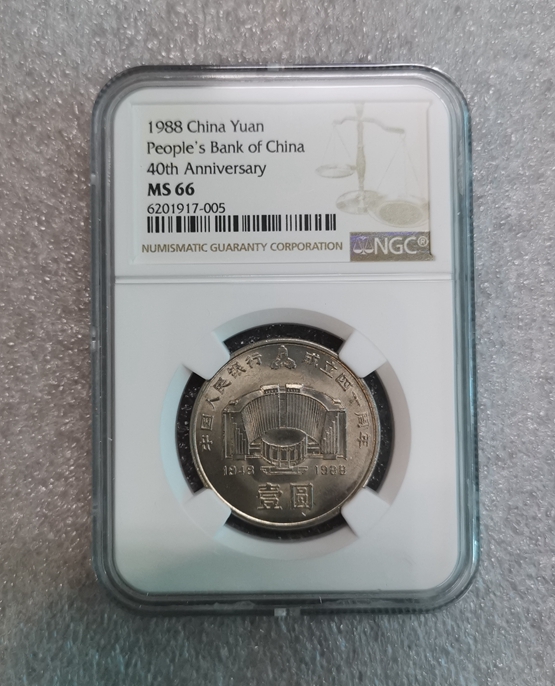 1988 China Yuan
People's Bank of China
40th Anniversary
MS 66
6201917-005
NUMISMATIC GUARANTY CORPORATION
NGC®
中国人民银行 成立四十周年
1948 1988
壹圆